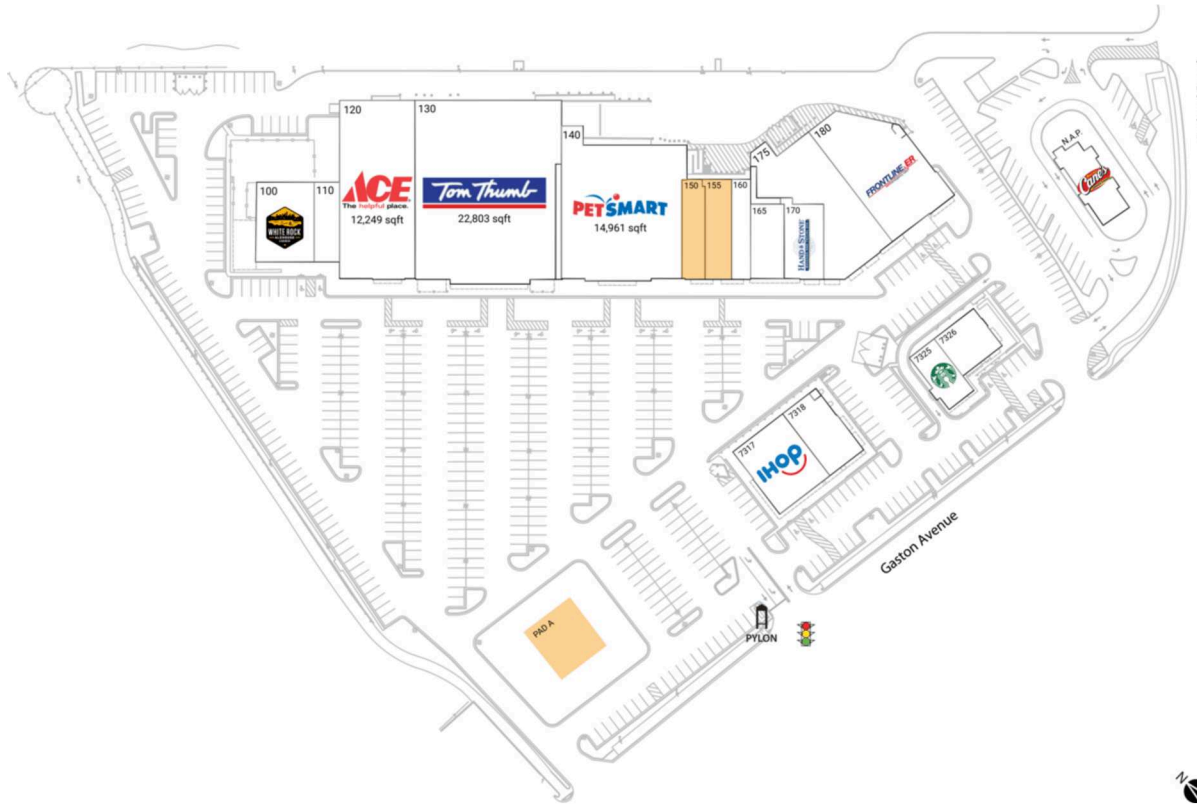 120
130
140
175
180
N.A.P.
Cane's
100
110
ACE
The helpful place.
12,249 sqft
Tom Thumb
22,803 sqft
PETSMART
14,961 sqft
150
155
160
165
170
FRONTLINE ER
WHITE ROCK
HAND & STONE
7325
7326
7317
7318
IHOP
Gaston Avenue
PAD A
PYLON
N